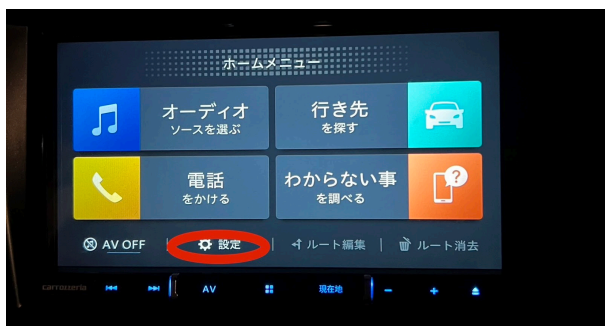 ホームメニュー
オーディオ
ソースを選ぶ
行き先
を探す
電話
をかける
わからない事
を調べる
?
AV OFF
設定
ルート編集
ルート消去
carrozzeria
AV
現在地